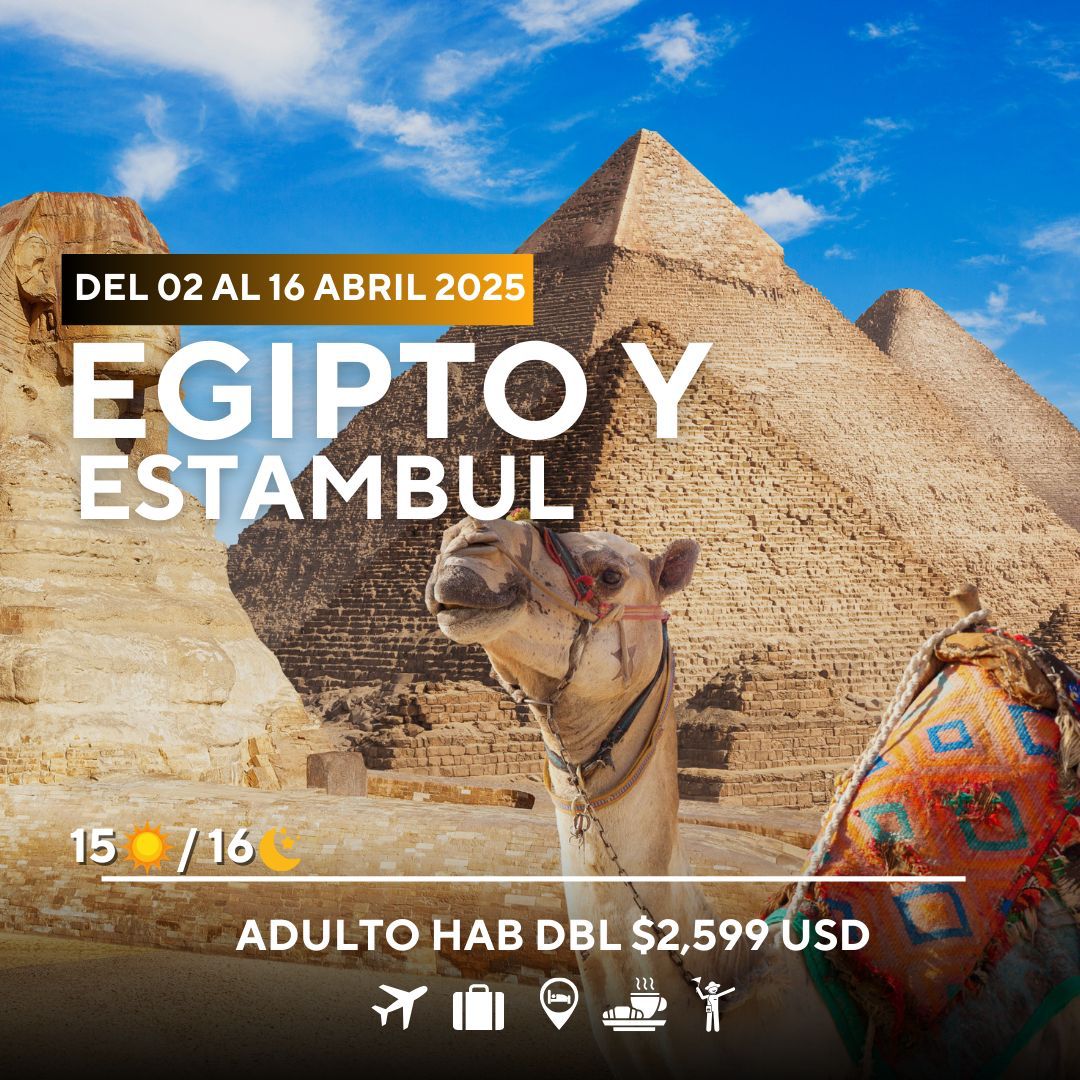 DEL 02 AL 16 ABRIL 2025
EGIPTO Y
ESTAMBUL
15 / 16
ADULTO HAB DBL $2,599 USD